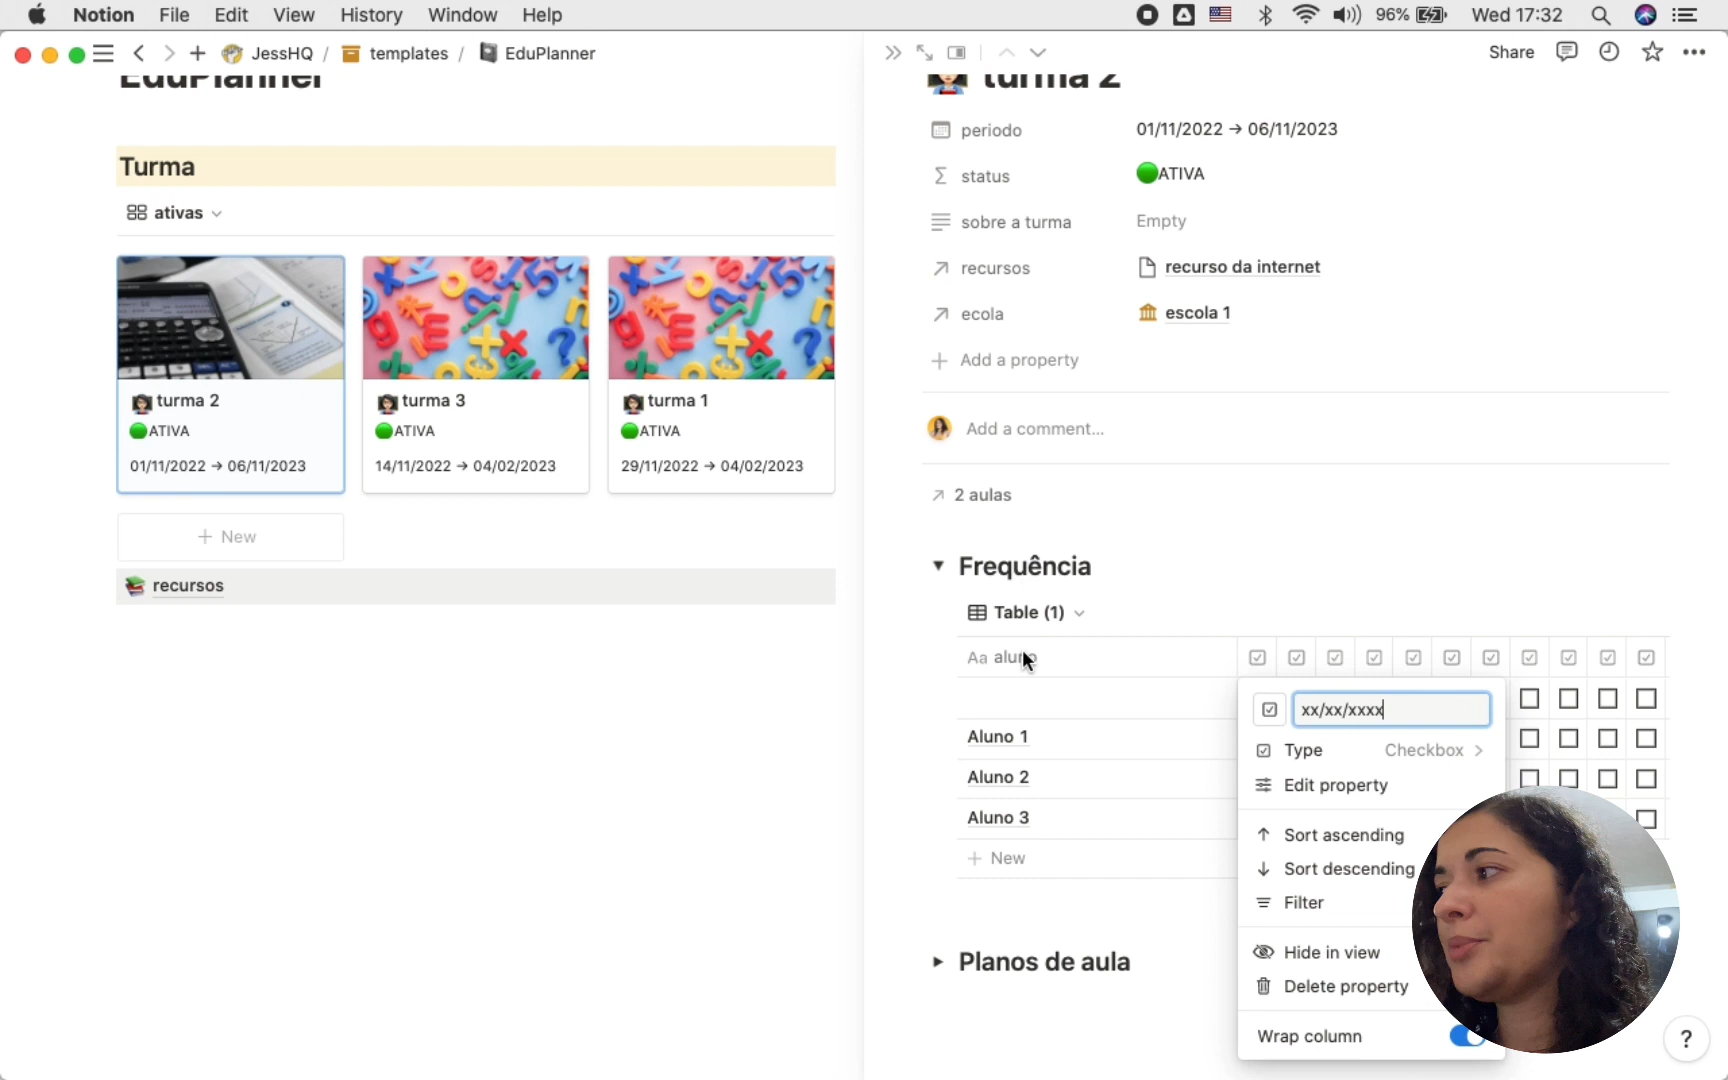 Notion File Edit View History Window Help 96% Wed 17:32
JessHQ / templates / EduPlanner
Share
EduPlanner
Turma
ativas
turma 2
ATIVA
01/11/2022 → 06/11/2023
turma 3
ATIVA
14/11/2022 → 04/02/2023
turma 1
ATIVA
29/11/2022 → 04/02/2023
+ New
recursos
turma 2
periodo 01/11/2022 → 06/11/2023
status ATIVA
sobre a turma Empty
recursos recurso da internet
ecola escola 1
+ Add a property
Add a comment...
2 aulas
Frequência
Table (1)
Aa aluno
Aluno 1
Aluno 2
Aluno 3
+ New
xx/xx/xxxx
Type Checkbox
Edit property
Sort ascending
Sort descending
Filter
Hide in view
Delete property
Wrap column
Planos de aula
?